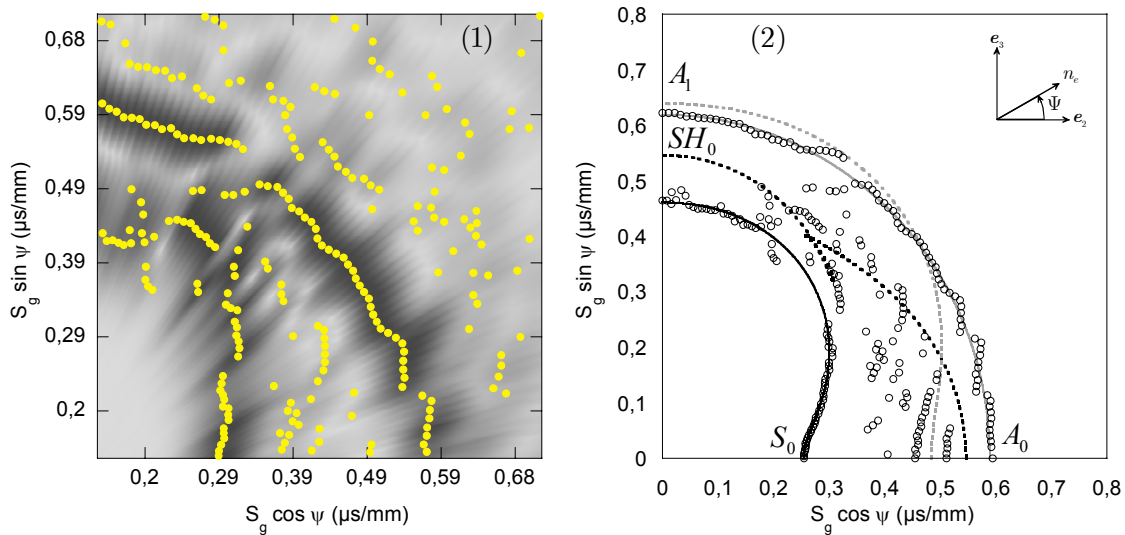 (1)
0,68
0,59
0,49
0,39
0,29
0,2
S_g sin ψ (µs/mm)
0,2 0,29 0,39 0,49 0,59 0,68
S_g cos ψ (µs/mm)
(2)
0,8
0,7
0,6
0,5
0,4
0,3
0,2
0,1
0
S_g sin ψ (µs/mm)
e_3
n_e
Ψ
e_2
A_1
SH_0
S_0
A_0
0 0,1 0,2 0,3 0,4 0,5 0,6 0,7 0,8
S_g cos ψ (µs/mm)